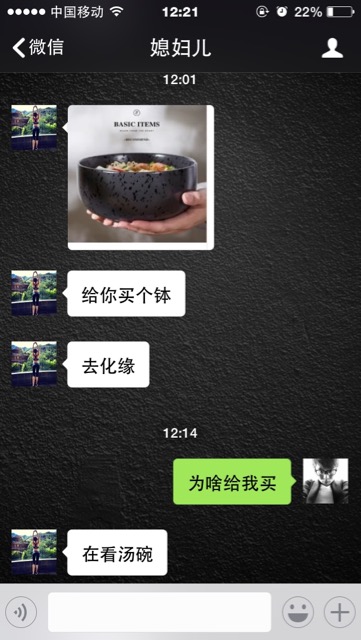 中国移动
12:21
22%
微信
媳妇儿
12:01
BASIC ITEMS
给你买个钵
去化缘
12:14
为啥给我买
在看汤碗